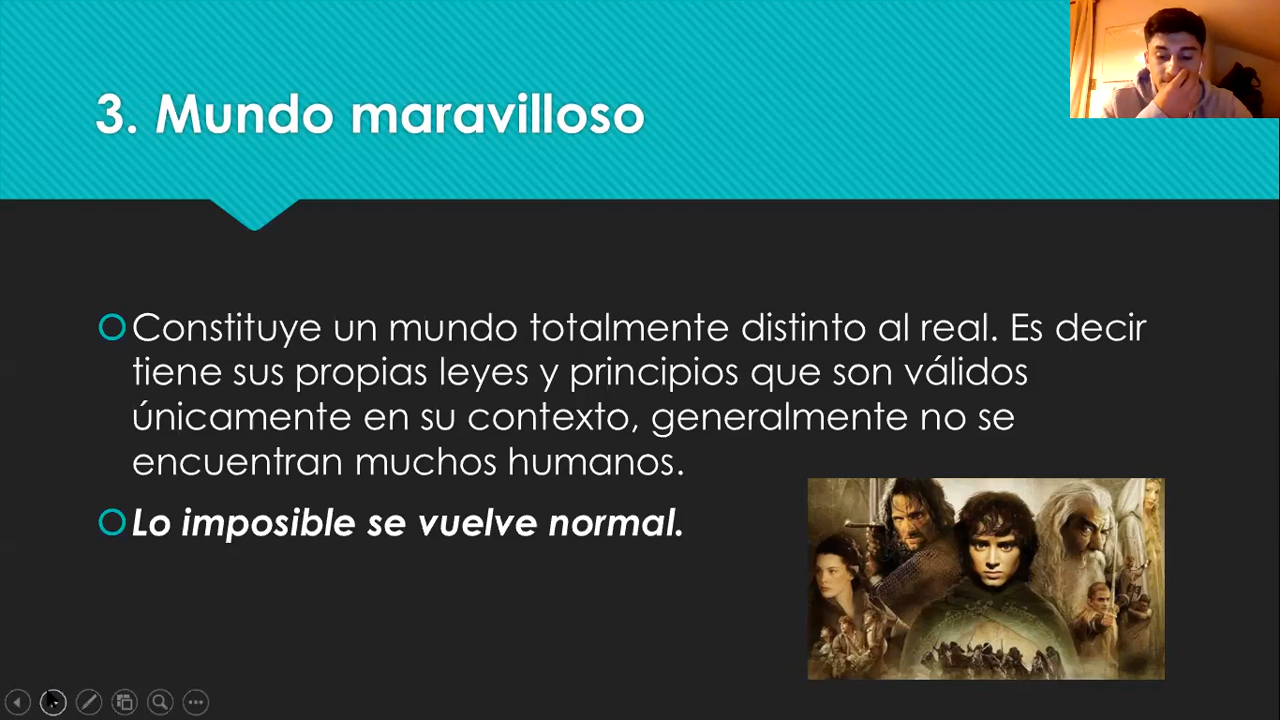 3. Mundo maravilloso
Constituye un mundo totalmente distinto al real. Es decir
tiene sus propias leyes y principios que son válidos
únicamente en su contexto, generalmente no se
encuentran muchos humanos.
Lo imposible se vuelve normal.